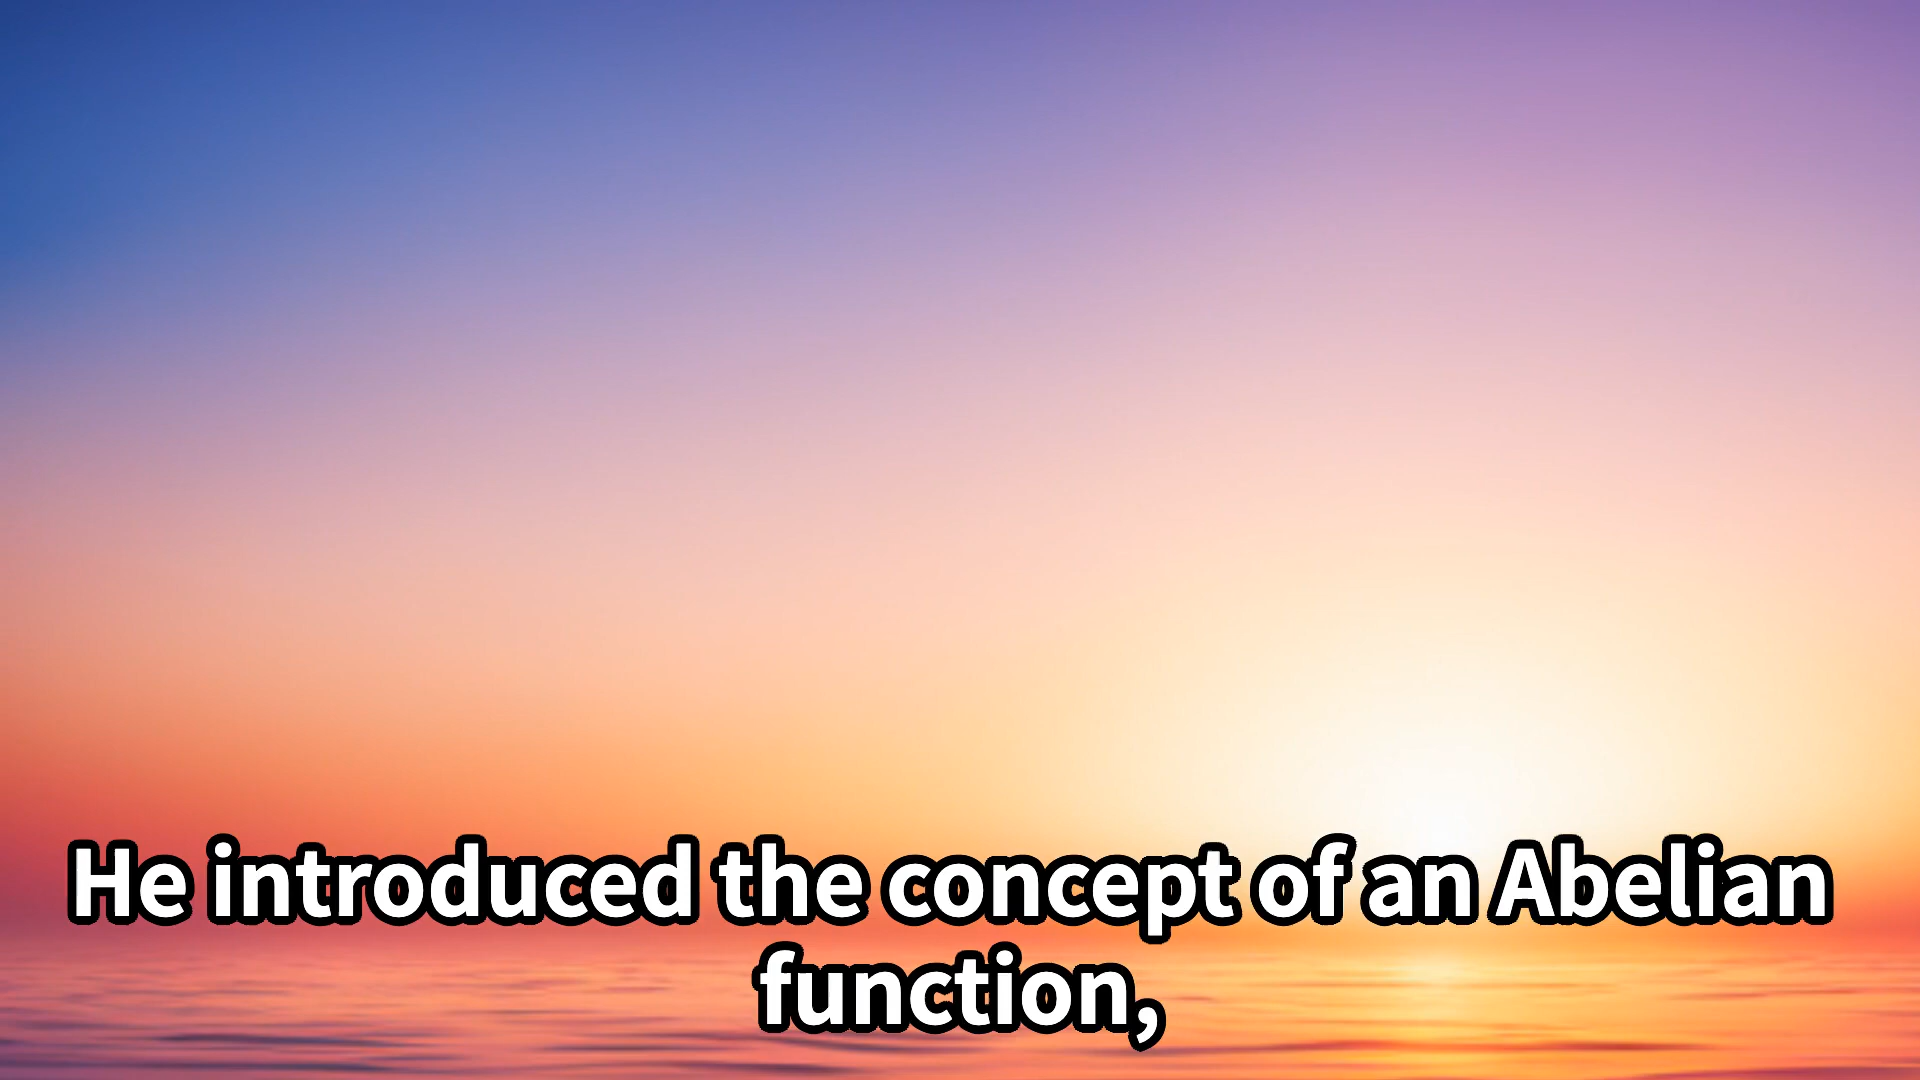 He introduced the concept of an Abelian
function,